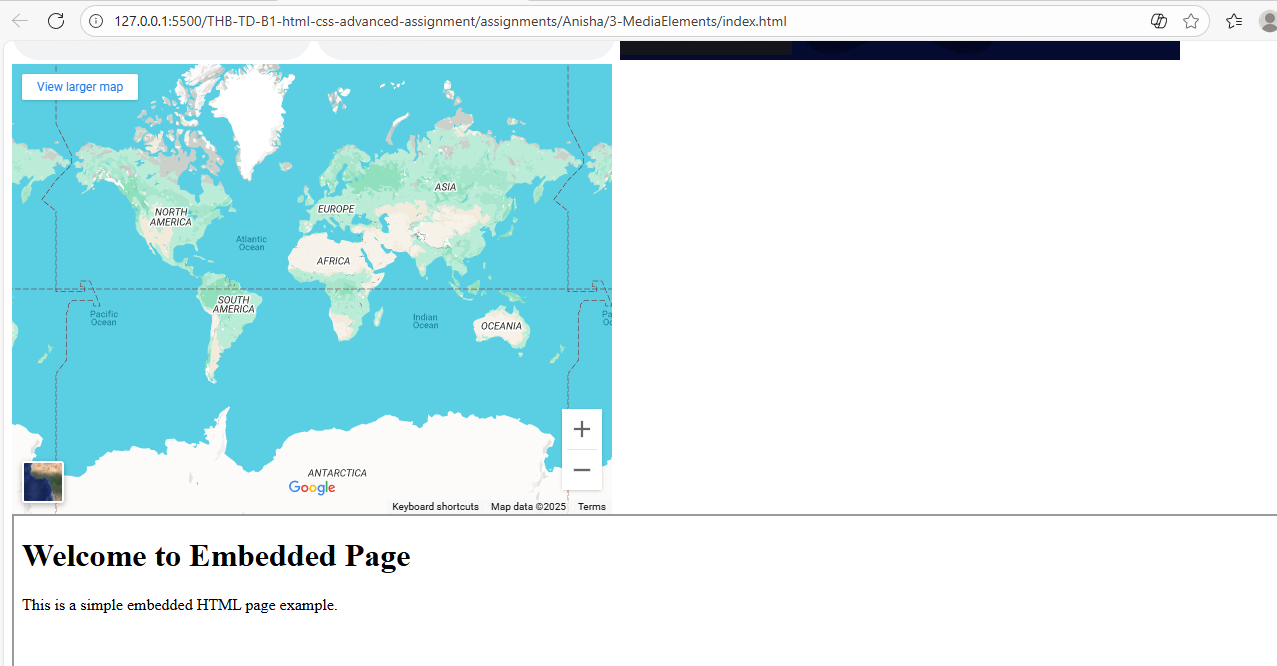 127.0.0.1:5500/THB-TD-B1-html-css-advanced-assignment/assignments/Anisha/3-MediaElements/index.html
View larger map
NORTH
AMERICA
EUROPE
ASIA
Atlantic
Ocean
AFRICA
SOUTH
AMERICA
Pacific
Ocean
Indian
Ocean
OCEANIA
Pa
Oc
ANTARCTICA
Google
Keyboard shortcuts Map data ©2025 Terms
Welcome to Embedded Page
This is a simple embedded HTML page example.